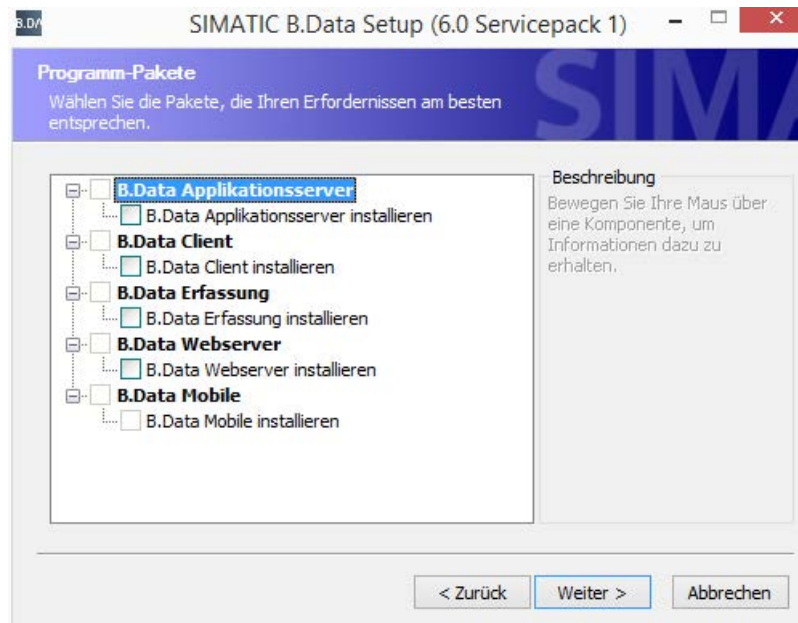 B.D
SIMATIC B.Data Setup (6.0 Servicepack 1)
Programm-Pakete
Wählen Sie die Pakete, die Ihren Erfordernissen am besten
entsprechen.
SIMA
B.Data Applikationsserver
B.Data Applikationsserver installieren
B.Data Client
B.Data Client installieren
B.Data Erfassung
B.Data Erfassung installieren
B.Data Webserver
B.Data Webserver installieren
B.Data Mobile
B.Data Mobile installieren
Beschreibung
Bewegen Sie Ihre Maus über
eine Komponente, um
Informationen dazu zu
erhalten.
< Zurück
Weiter >
Abbrechen